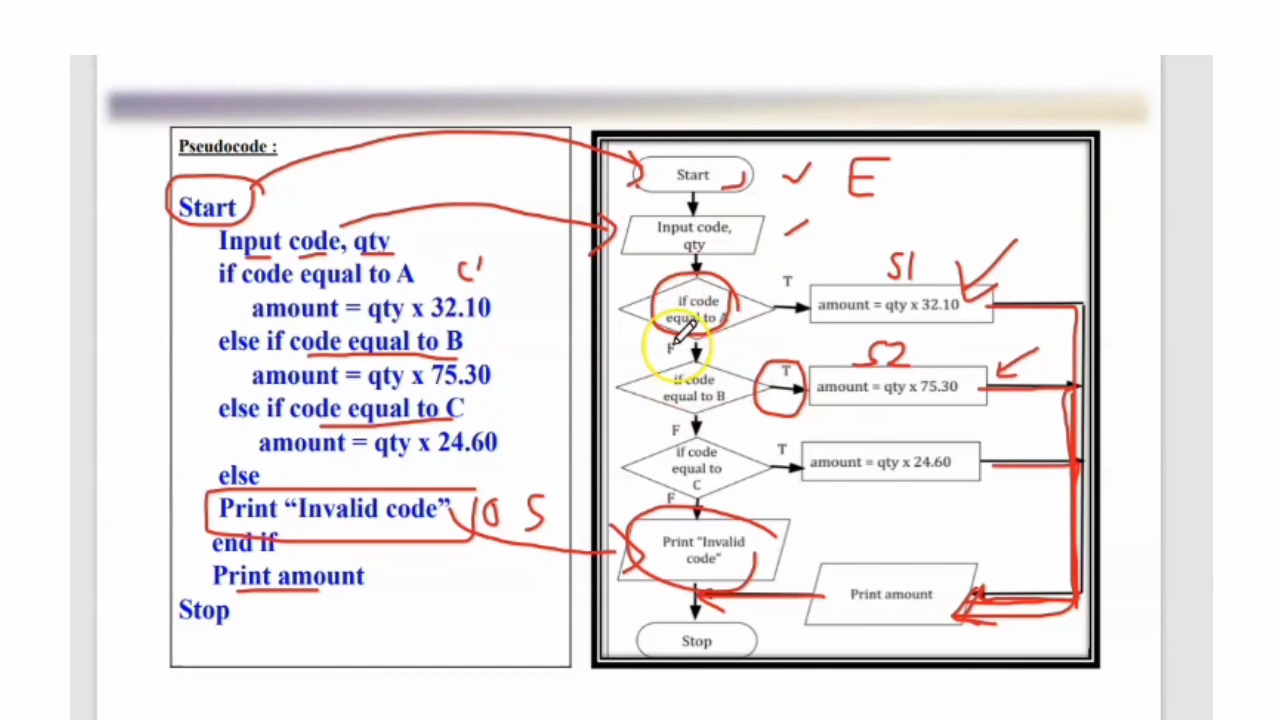 Pseudocode :
Start
Input code, qty
if code equal to A C'
amount = qty x 32.10
else if code equal to B
amount = qty x 75.30
else if code equal to C
amount = qty x 24.60
else
Print “Invalid code”
end if
Print amount
Stop
Start
E
Input code,
qty
if code
equal to A
T
S1
amount = qty x 32.10
F
if code
equal to B
T
S2
amount = qty x 75.30
F
if code
equal to
C
T
amount = qty x 24.60
F
Print “Invalid
code”
Print amount
Stop